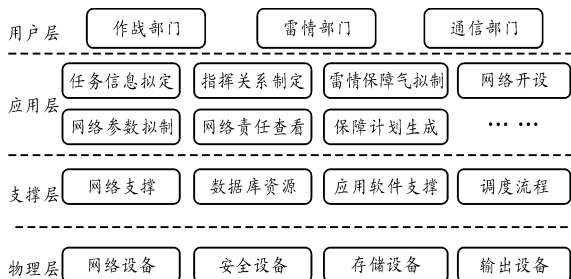 用户层 作战部门 雷情部门 通信部门
任务信息拟定 指挥关系制定 雷情保障气拟制 网络开设
应用层
网络参数拟制 网络责任查看 保障计划生成 … …
支撑层 网络支撑 数据库资源 应用软件支撑 调度流程
物理层 网络设备 安全设备 存储设备 输出设备